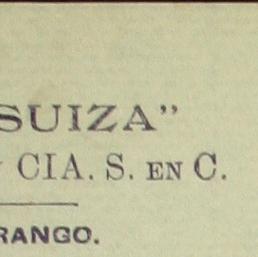 SUIZA”
CIA. S. EN C.
RANGO.